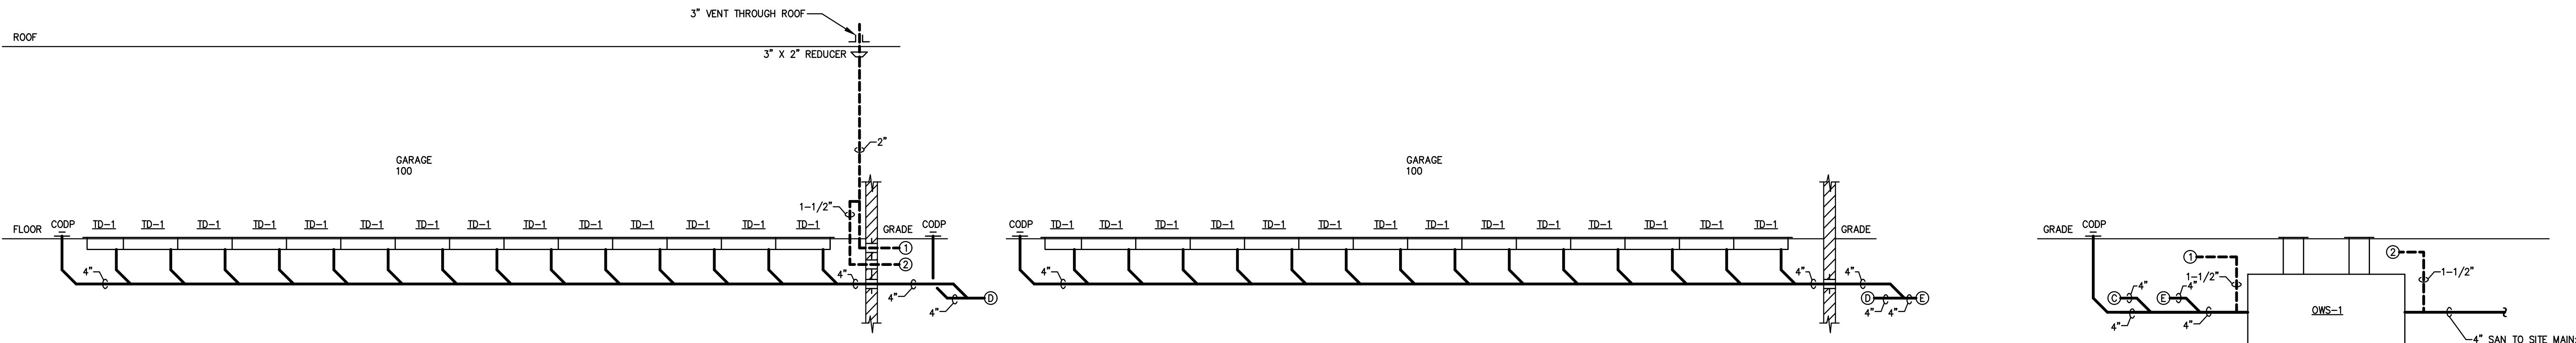 3" VENT THROUGH ROOF
ROOF
3" X 2" REDUCER
2"
GARAGE
100
GARAGE
100
1-1/2"
FLOOR CODP TD-1 TD-1 TD-1 TD-1 TD-1 TD-1 TD-1 TD-1 TD-1 TD-1 TD-1 TD-1 TD-1 TD-1 GRADE CODP
1
2
4" 4" 4" 4" D
CODP TD-1 TD-1 TD-1 TD-1 TD-1 TD-1 TD-1 TD-1 TD-1 TD-1 TD-1 TD-1 TD-1 TD-1 GRADE
4" 4" 4"
D E
4" 4"
GRADE CODP
1 2
1-1/2" 1-1/2"
C 4" E 4"
4" 4"
OWS-1
4" SAN TO SITE MAIN